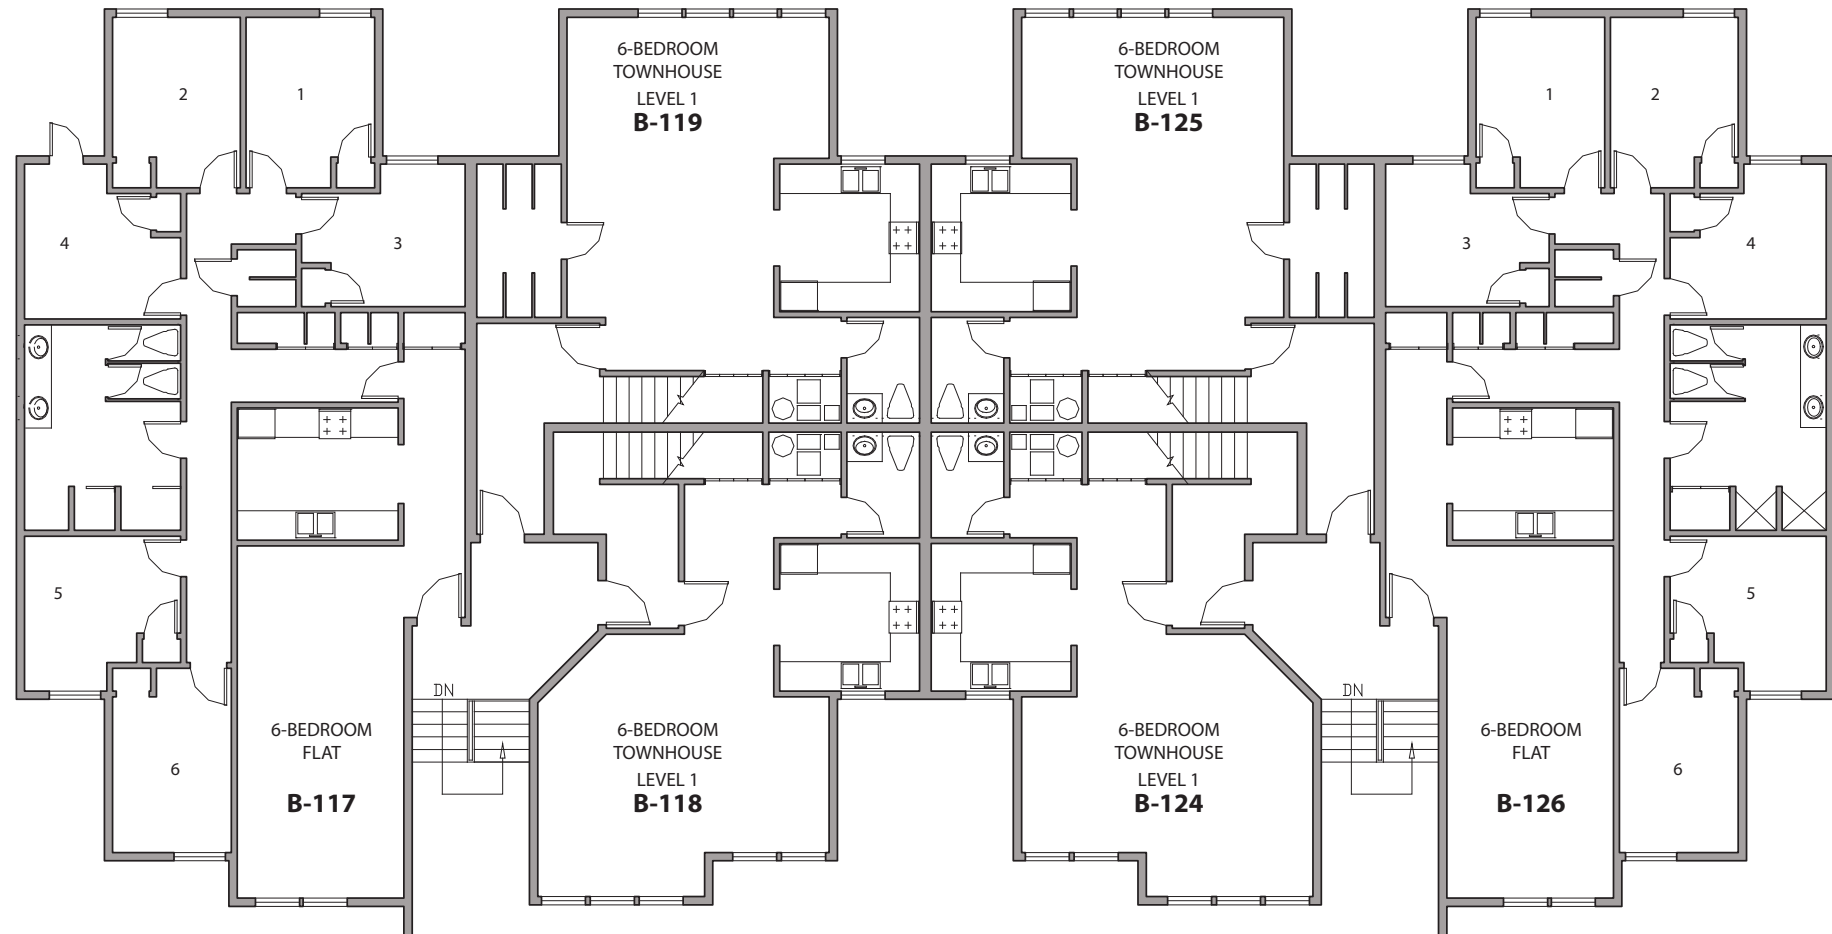 2
1
4
3
5
6
6-BEDROOM
FLAT
B-117
6-BEDROOM
TOWNHOUSE
LEVEL 1
B-119
DN
6-BEDROOM
TOWNHOUSE
LEVEL 1
B-118
6-BEDROOM
TOWNHOUSE
LEVEL 1
B-125
6-BEDROOM
TOWNHOUSE
LEVEL 1
B-124
DN
1
2
3
4
5
6
6-BEDROOM
FLAT
B-126